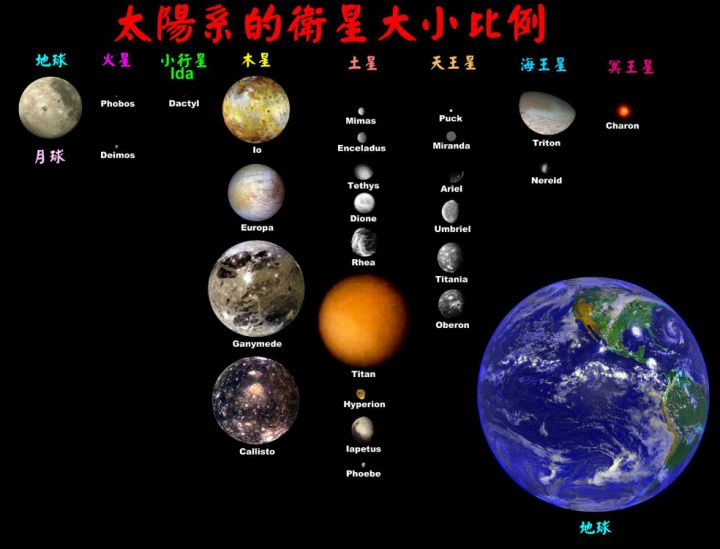 太陽系的衛星大小比例
地球
火星
小行星
Ida
木星
土星
天王星
海王星
冥王星
月球
Phobos
Deimos
Dactyl
Io
Europa
Ganymede
Callisto
Mimas
Enceladus
Tethys
Dione
Rhea
Titan
Hyperion
Iapetus
Phoebe
Puck
Miranda
Ariel
Umbriel
Titania
Oberon
Triton
Nereid
Charon
地球